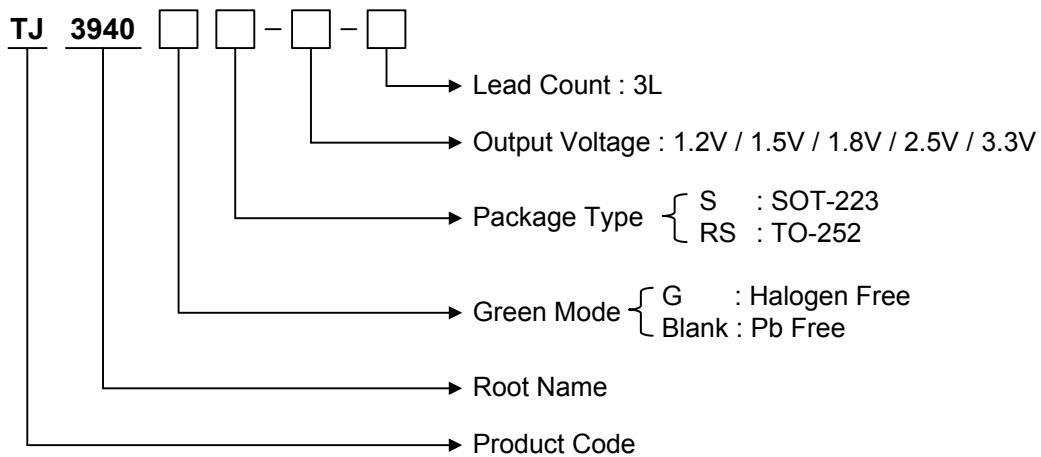 TJ 3940 – –
Lead Count : 3L
Output Voltage : 1.2V / 1.5V / 1.8V / 2.5V / 3.3V
Package Type
S : SOT-223
RS : TO-252
Green Mode
G : Halogen Free
Blank : Pb Free
Root Name
Product Code